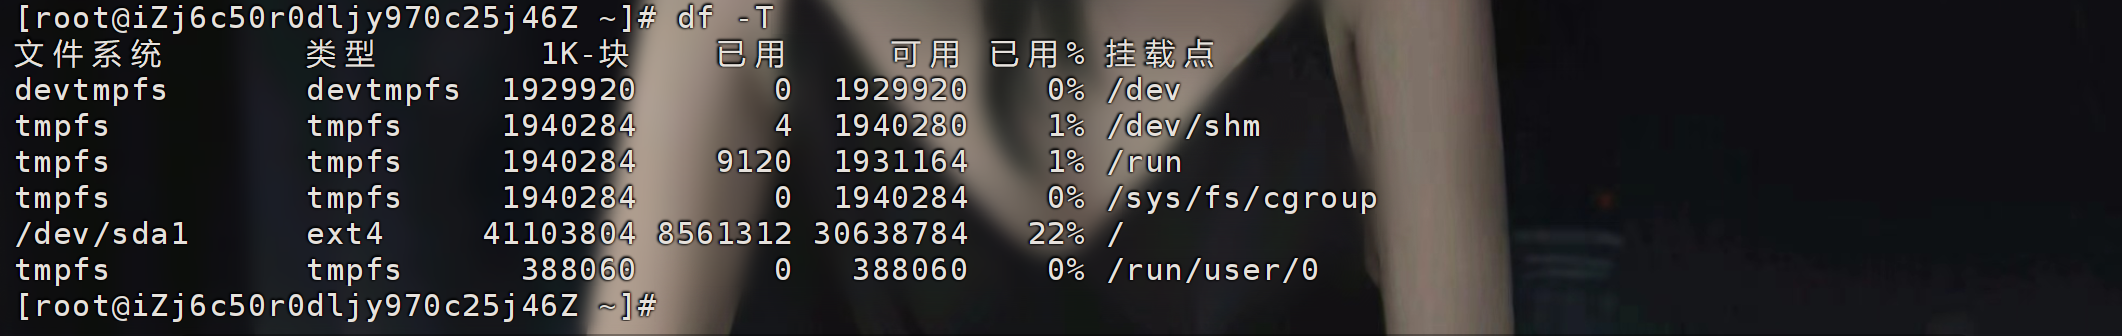 [root@iZj6c50r0dljy970c25j46Z ~]# df -T
文件系统 类型 1K-块 已用 可用 已用% 挂载点
devtmpfs devtmpfs 1929920 0 1929920 0% /dev
tmpfs tmpfs 1940284 4 1940280 1% /dev/shm
tmpfs tmpfs 1940284 9120 1931164 1% /run
tmpfs tmpfs 1940284 0 1940284 0% /sys/fs/cgroup
/dev/sda1 ext4 41103804 8561312 30638784 22% /
tmpfs tmpfs 388060 0 388060 0% /run/user/0
[root@iZj6c50r0dljy970c25j46Z ~]#